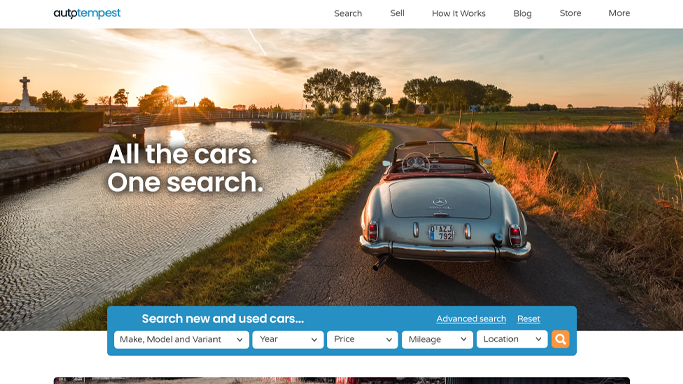 autotempest
Search Sell How It Works Blog Store More
All the cars.
One search.
Search new and used cars... Advanced search Reset
Make, Model and Variant Year Price Mileage Location